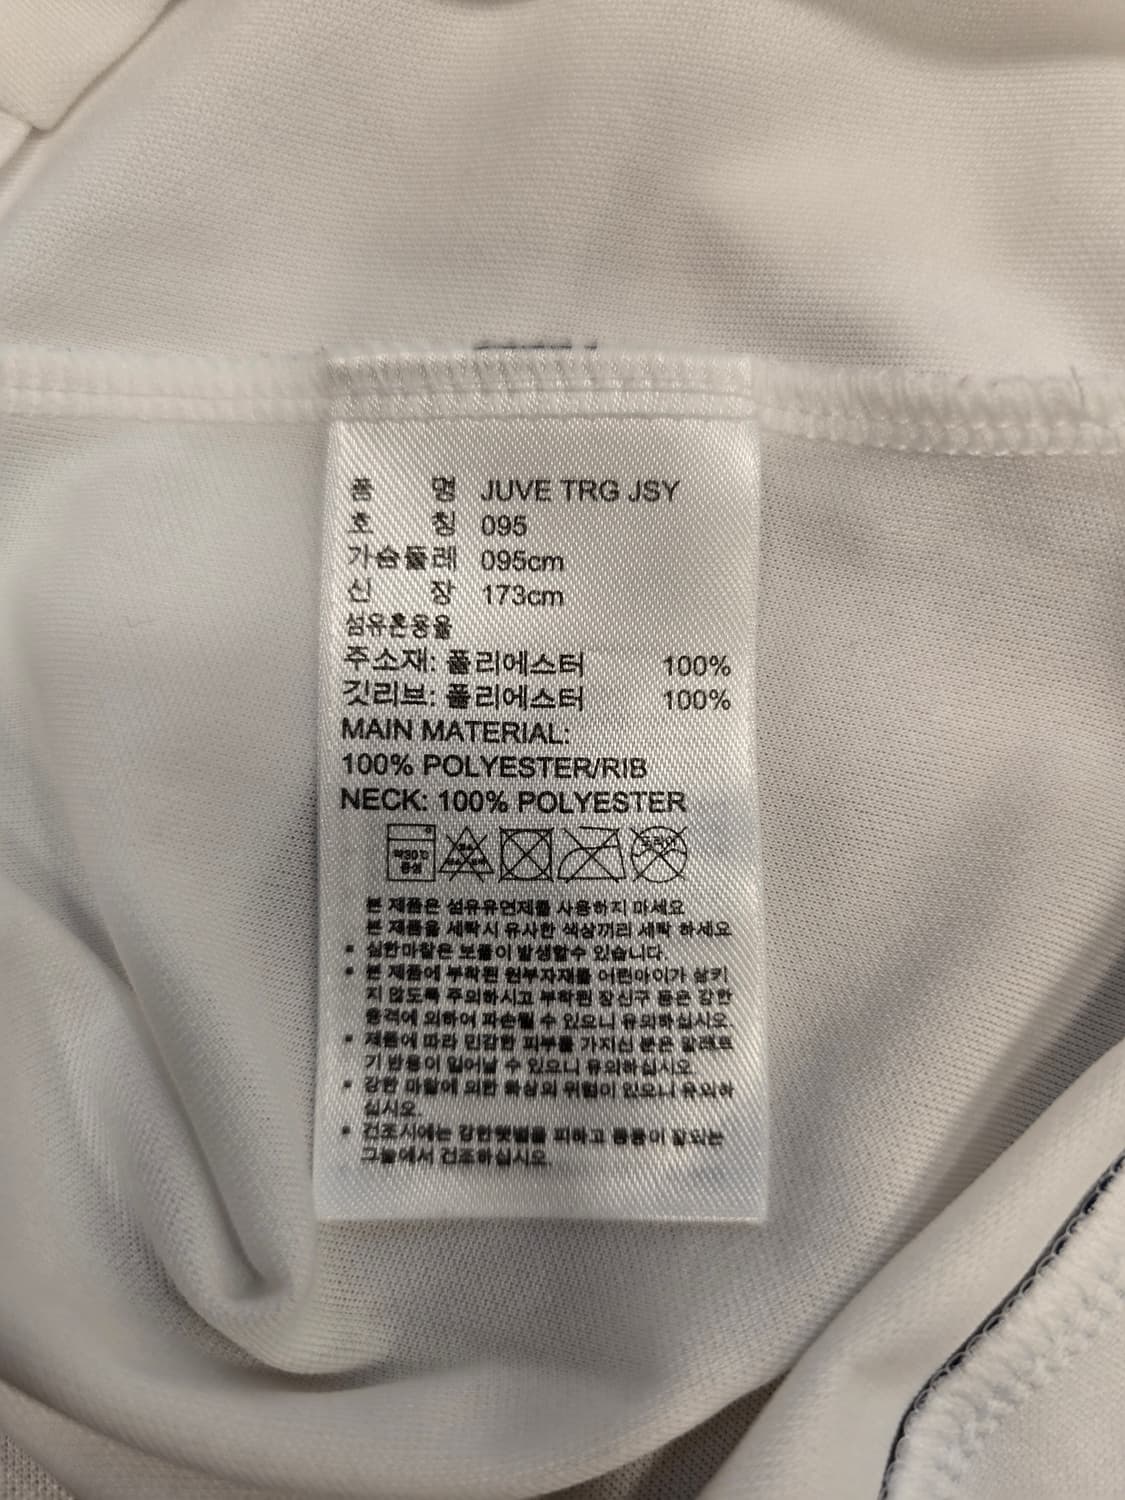 품 명 JUVE TRG JSY
호 칭 095
가슴둘레 095cm
신 장 173cm
섬유혼용율
주소재: 폴리에스터 100%
깃리브: 폴리에스터 100%
MAIN MATERIAL:
100% POLYESTER/RIB
NECK: 100% POLYESTER
약30℃ 중성 드라이
본 제품은 섬유유연제를 사용하지 마세요
본 제품을 세탁시 유사한 색상끼리 세탁 하세요
• 심한마찰은 보풀이 발생할수 있습니다.
• 본 제품에 부착된 원부자재를 어린아이가 삼키
지 않도록 주의하시고 부착된 장신구 등은 강한
충격에 의하여 파손될 수 있으니 유의하십시오.
• 제품에 따라 민감한 피부를 가지신 분은 알레르
기 반응이 일어날 수 있으니 유의하십시오.
• 강한 마찰에 의한 화상의 위험이 있으니 유의하
십시오.
• 건조시에는 강한햇볕을 피하고 통풍이 잘되는
그늘에서 건조하십시오.